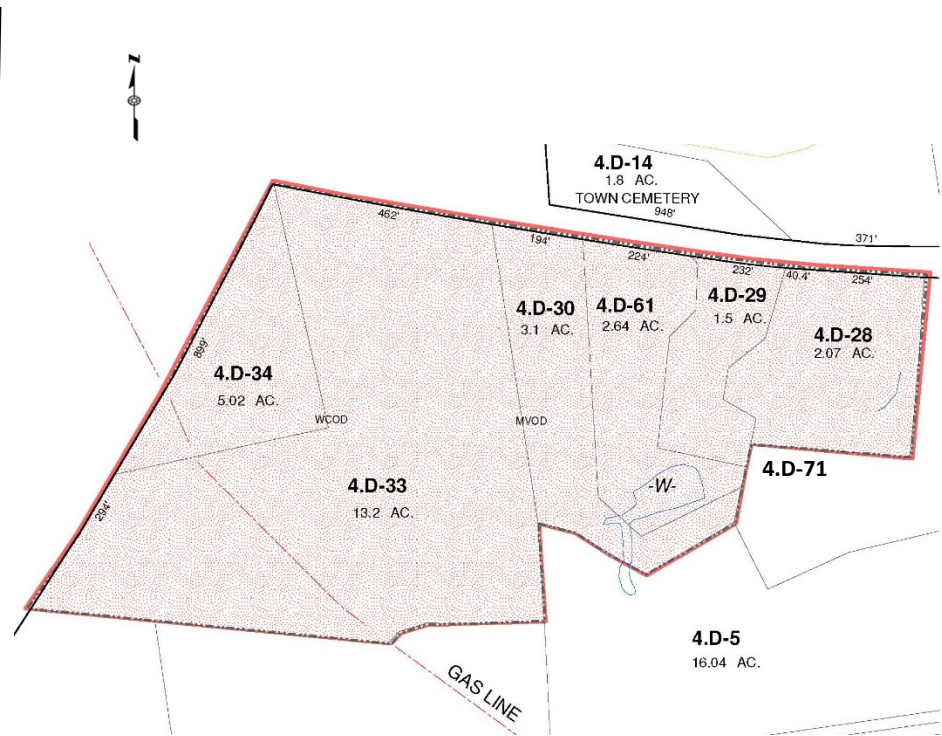 N
4.D-14
1.8 AC.
TOWN CEMETERY
948'
371'
462'
194'
224'
232'
40.4'
254'
4.D-30
3.1 AC.
4.D-61
2.64 AC.
4.D-29
1.5 AC.
4.D-28
2.07 AC.
899'
4.D-34
5.02 AC.
WCOD
MVOD
4.D-71
4.D-33
13.2 AC.
-W-
294'
4.D-5
16.04 AC.
GAS LINE